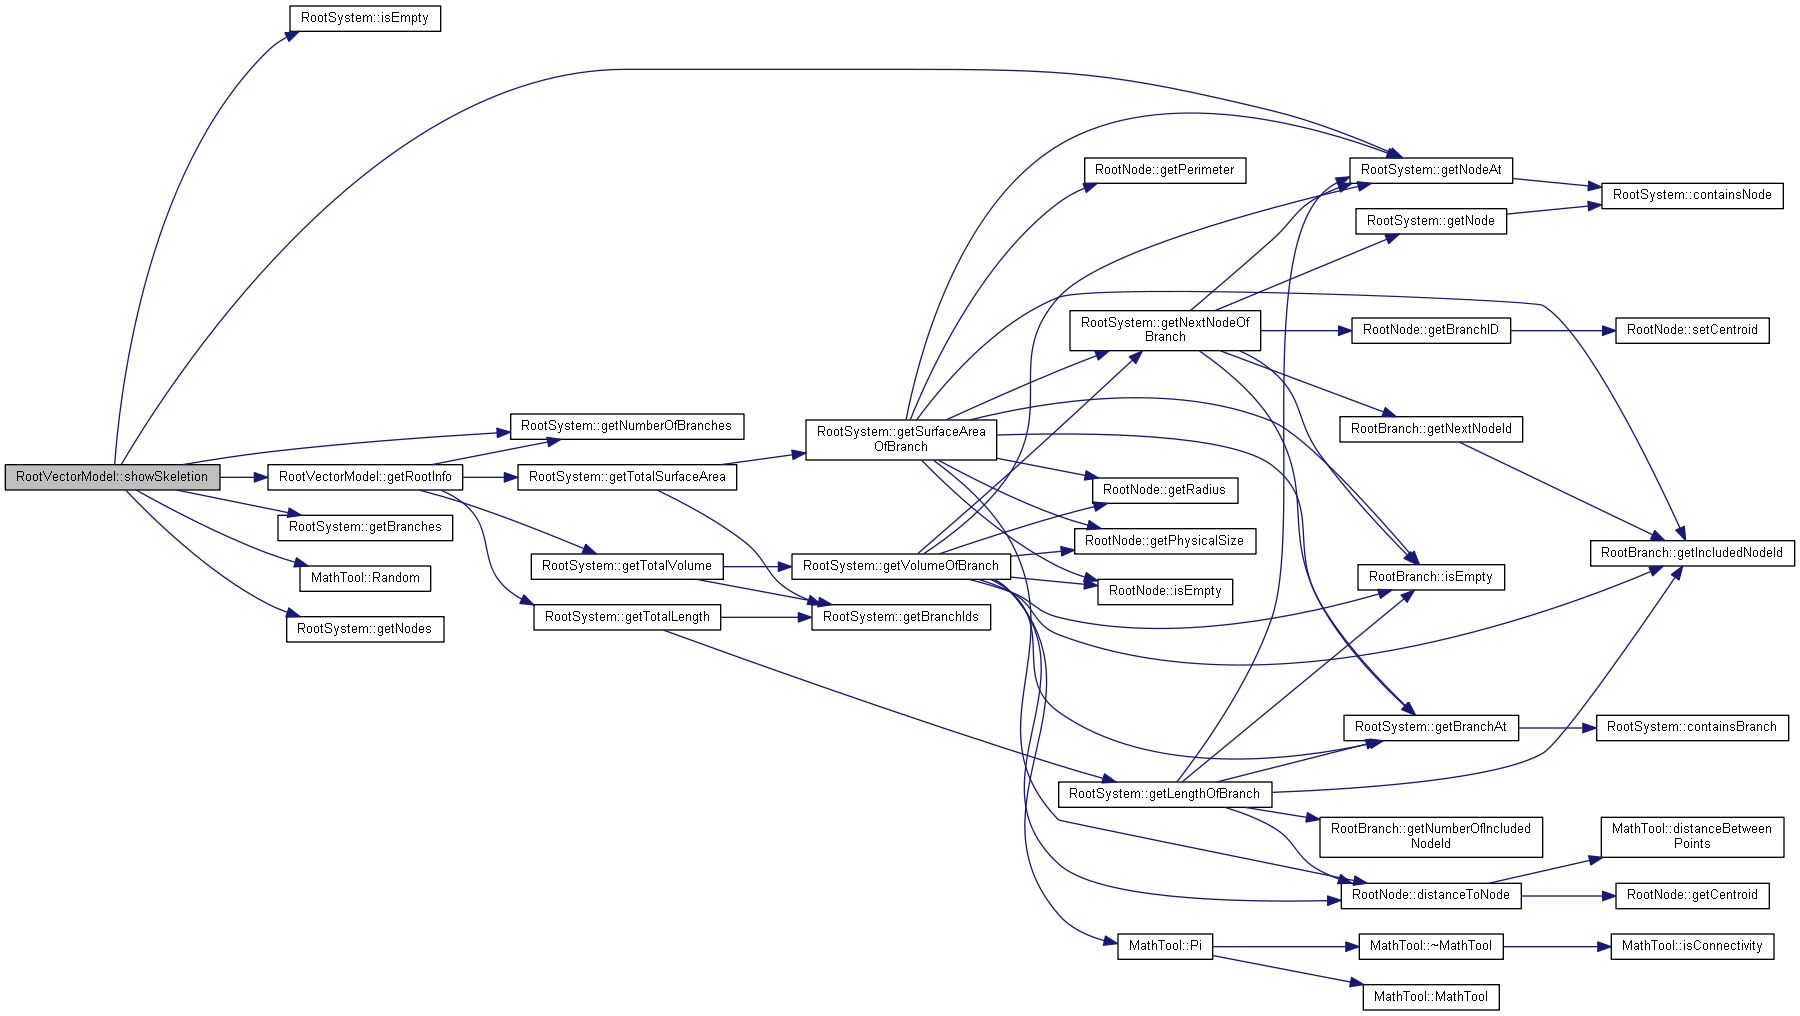 RootSystem::isEmpty
RootNode::getPerimeter
RootSystem::getNodeAt
RootSystem::containsNode
RootSystem::getNode
RootSystem::getNextNodeOf
Branch
RootNode::getBranchID
RootNode::setCentroid
RootSystem::getNumberOfBranches
RootSystem::getSurfaceArea
OfBranch
RootBranch::getNextNodeId
RootVectorModel::showSkeletion
RootVectorModel::getRootInfo
RootSystem::getTotalSurfaceArea
RootNode::getRadius
RootSystem::getBranches
RootNode::getPhysicalSize
RootBranch::getIncludedNodeId
MathTool::Random
RootSystem::getTotalVolume
RootSystem::getVolumeOfBranch
RootNode::isEmpty
RootBranch::isEmpty
RootSystem::getNodes
RootSystem::getTotalLength
RootSystem::getBranchIds
RootSystem::getBranchAt
RootSystem::containsBranch
RootSystem::getLengthOfBranch
RootBranch::getNumberOfIncluded
NodeId
MathTool::distanceBetween
Points
RootNode::distanceToNode
RootNode::getCentroid
MathTool::Pi
MathTool::~MathTool
MathTool::isConnectivity
MathTool::MathTool